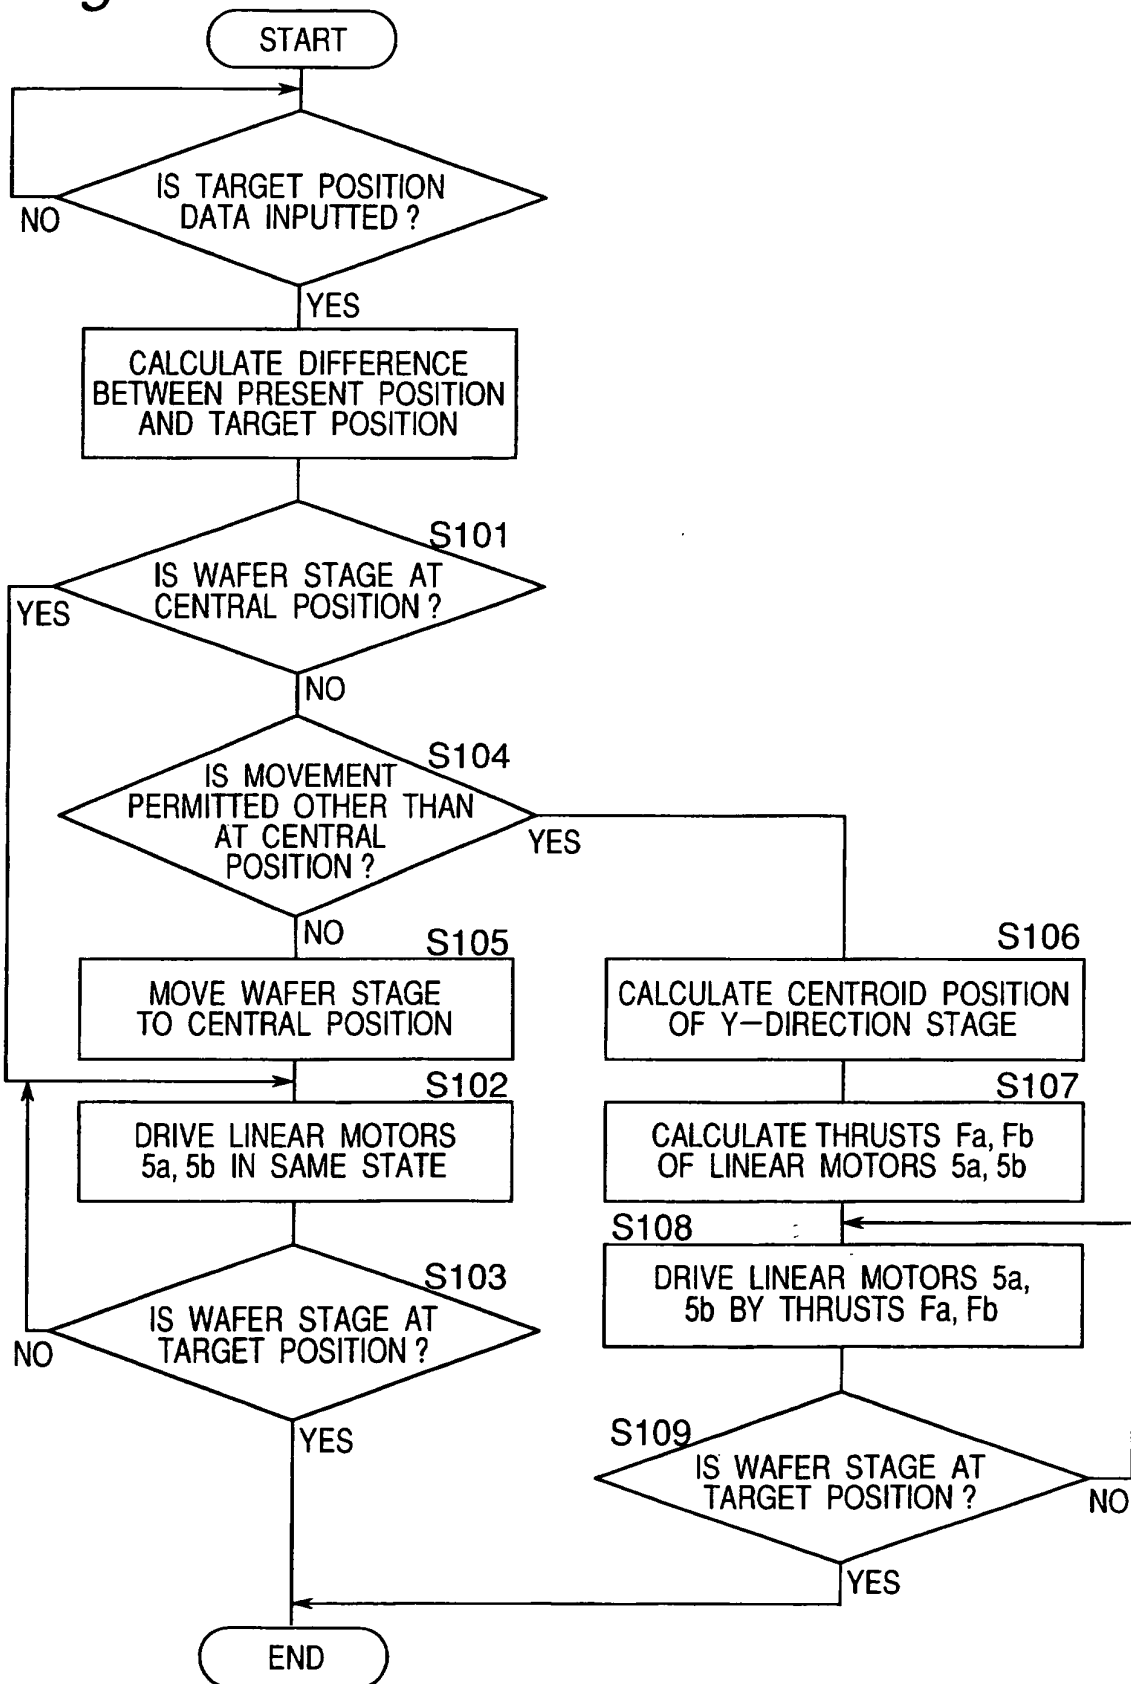 START
IS TARGET POSITION
DATA INPUTTED ?
NO
YES
CALCULATE DIFFERENCE
BETWEEN PRESENT POSITION
AND TARGET POSITION
S101
IS WAFER STAGE AT
CENTRAL POSITION ?
YES
NO
S104
IS MOVEMENT
PERMITTED OTHER THAN
AT CENTRAL
POSITION ?
YES
NO
S105
MOVE WAFER STAGE
TO CENTRAL POSITION
S102
DRIVE LINEAR MOTORS
5a, 5b IN SAME STATE
S103
IS WAFER STAGE AT
TARGET POSITION ?
NO
YES
S106
CALCULATE CENTROID POSITION
OF Y-DIRECTION STAGE
S107
CALCULATE THRUSTS Fa, Fb
OF LINEAR MOTORS 5a, 5b
S108
DRIVE LINEAR MOTORS 5a,
5b BY THRUSTS Fa, Fb
S109
IS WAFER STAGE AT
TARGET POSITION ?
NO
YES
END